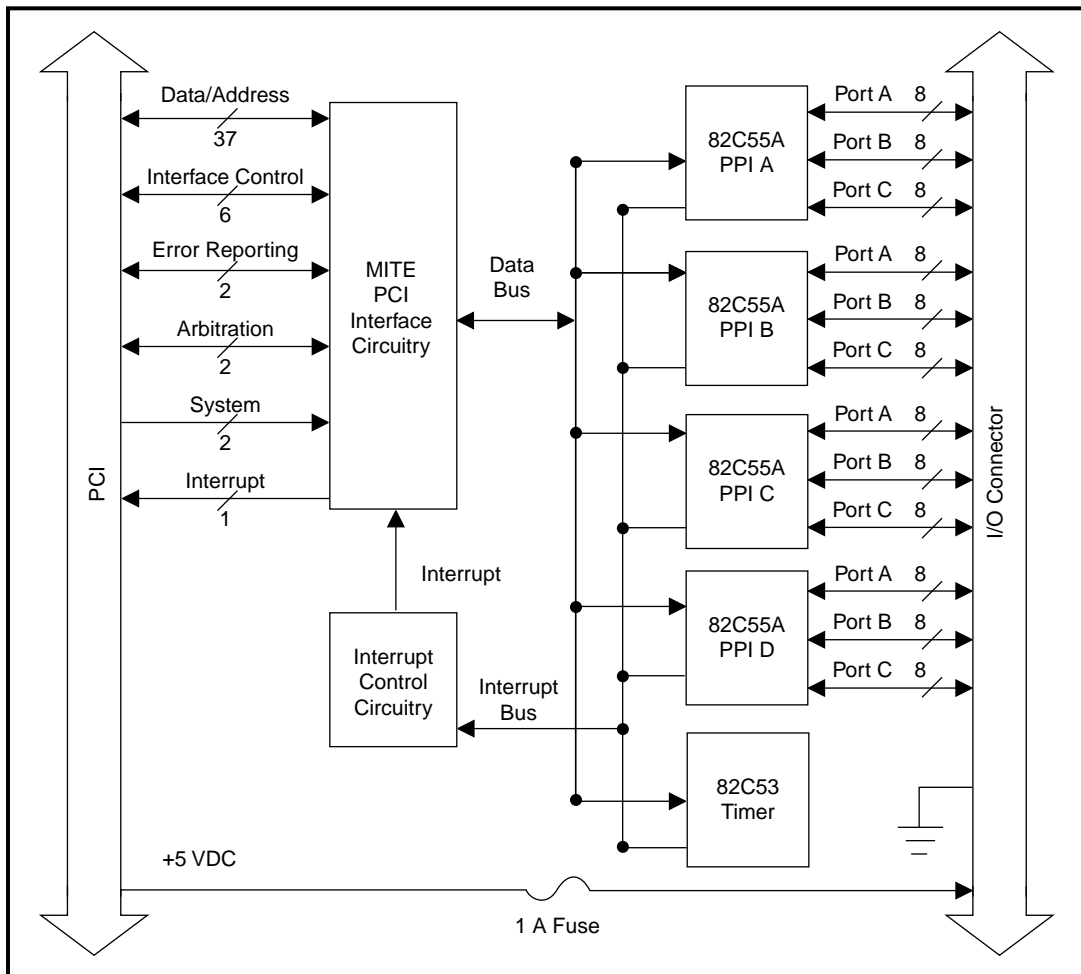 Data/Address
37
Interface Control
6
Error Reporting
2
Arbitration
2
System
2
Interrupt
1
PCI
MITE
PCI
Interface
Circuitry
Interrupt
Interrupt
Control
Circuitry
Data
Bus
Interrupt
Bus
82C55A
PPI A
Port A 8
Port B 8
Port C 8
82C55A
PPI B
Port A 8
Port B 8
Port C 8
82C55A
PPI C
Port A 8
Port B 8
Port C 8
82C55A
PPI D
Port A 8
Port B 8
Port C 8
82C53
Timer
I/O Connector
+5 VDC
1 A Fuse